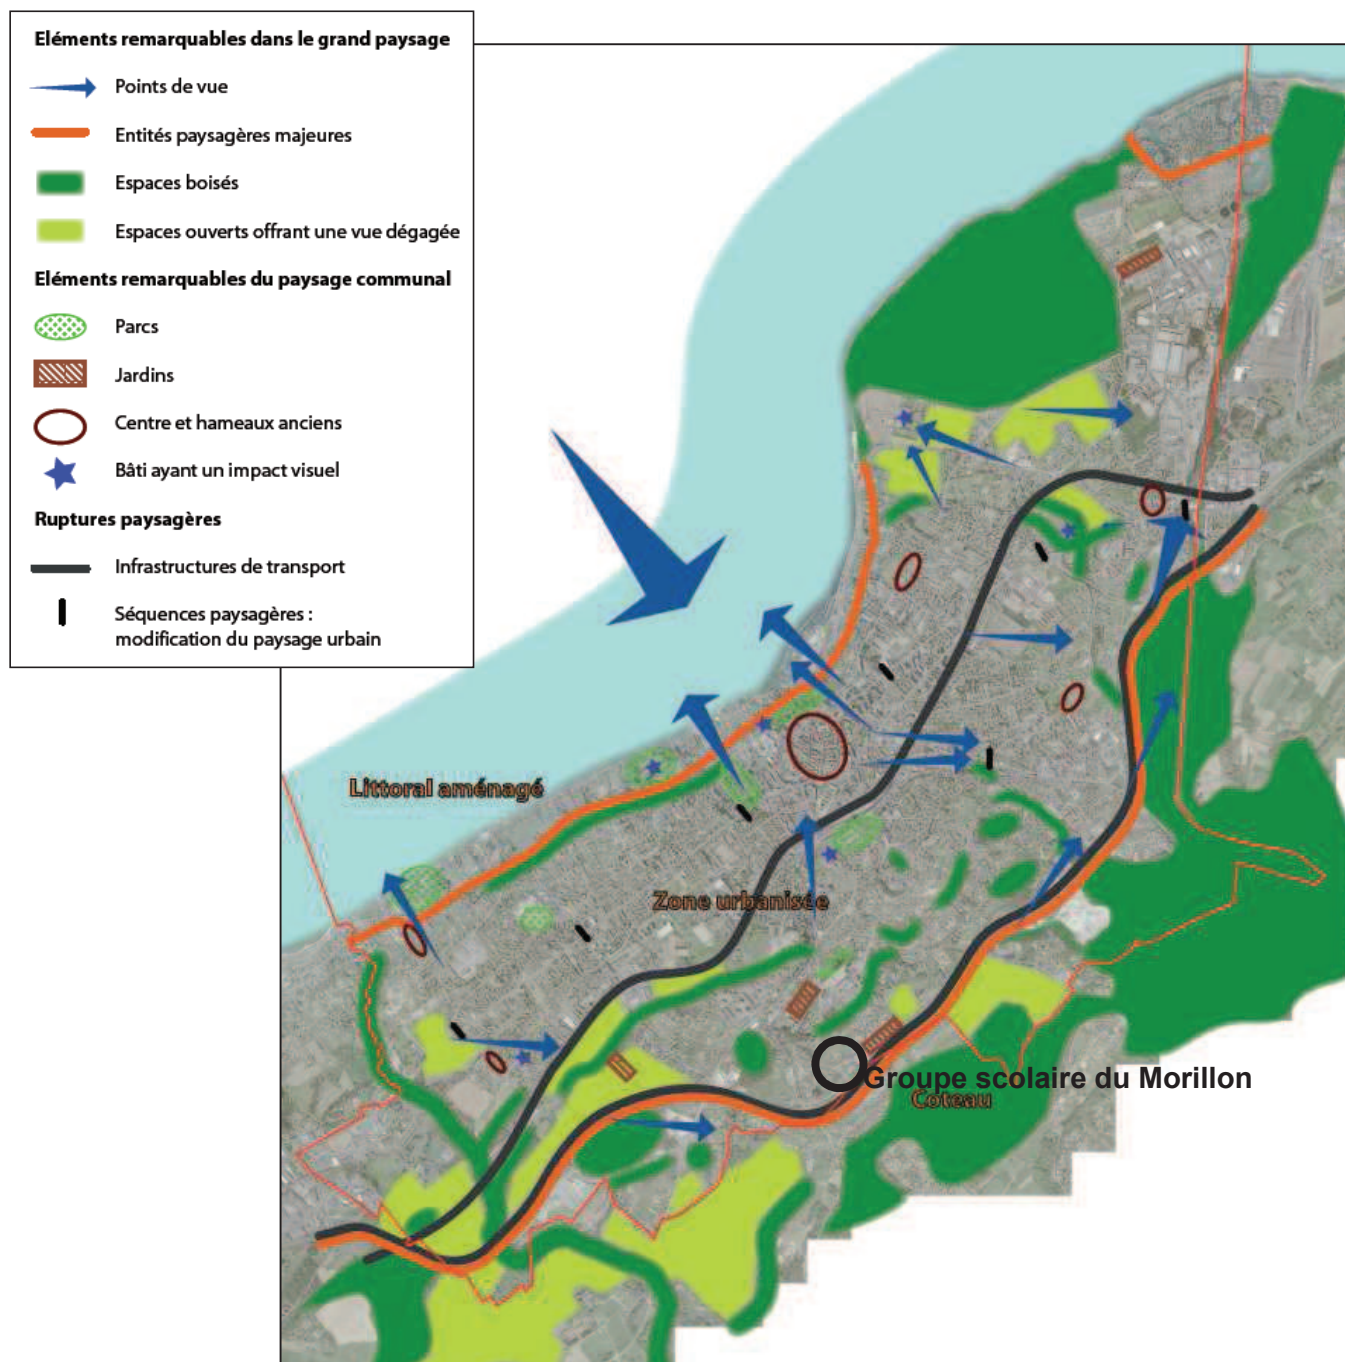 Eléments remarquables dans le grand paysage
Points de vue
Entités paysagères majeures
Espaces boisés
Espaces ouverts offrant une vue dégagée
Eléments remarquables du paysage communal
Parcs
Jardins
Centre et hameaux anciens
Bâti ayant un impact visuel
Ruptures paysagères
Infrastructures de transport
Séquences paysagères :
modification du paysage urbain
Littoral aménagé
Zone urbanisée
Groupe scolaire du Morillon
Coteau